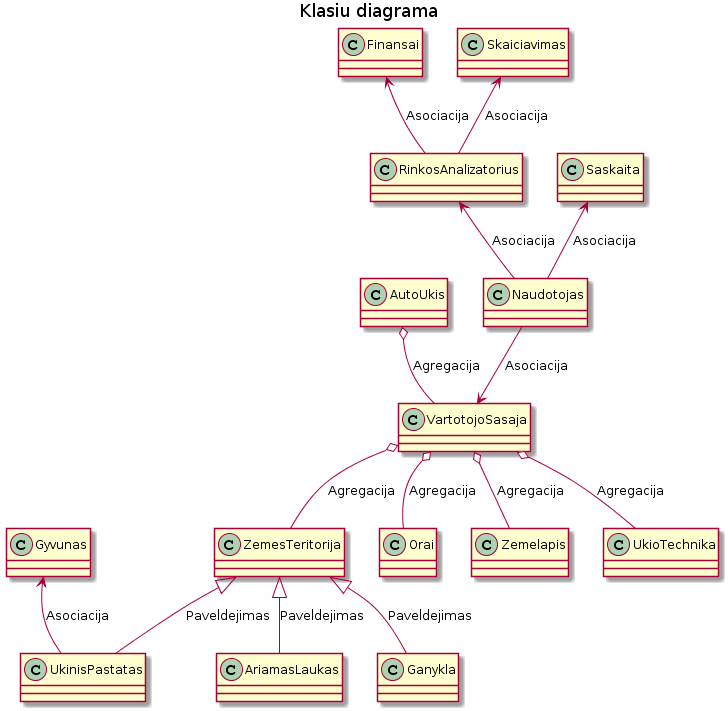 Klasiu diagrama
C Finansai
C Skaiciavimas
Asociacija
Asociacija
C RinkosAnalizatorius
C Saskaita
Asociacija
Asociacija
C AutoUkis
C Naudotojas
Agregacija
Asociacija
C VartotojoSasaja
Agregacija
Agregacija
Agregacija
Agregacija
C Gyvunas
C ZemesTeritorija
C Orai
C Zemelapis
C UkioTechnika
Asociacija
Paveldejimas
Paveldejimas
Paveldejimas
C UkinisPastatas
C AriamasLaukas
C Ganykla